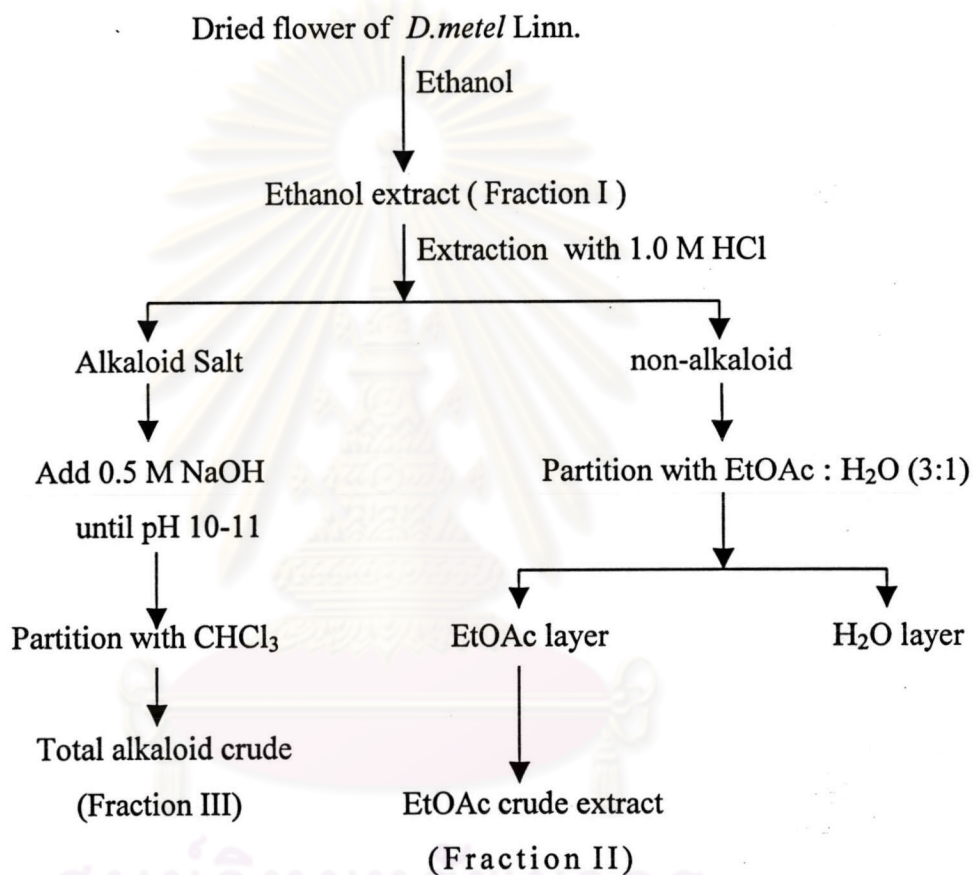 Dried flower of D.metel Linn.
Ethanol
Ethanol extract ( Fraction I )
Extraction with 1.0 M HCl
Alkaloid Salt
non-alkaloid
Add 0.5 M NaOH
until pH 10-11
Partition with EtOAc : H₂O (3:1)
Partition with CHCl₃
EtOAc layer
H₂O layer
Total alkaloid crude
(Fraction III)
EtOAc crude extract
(Fraction II)